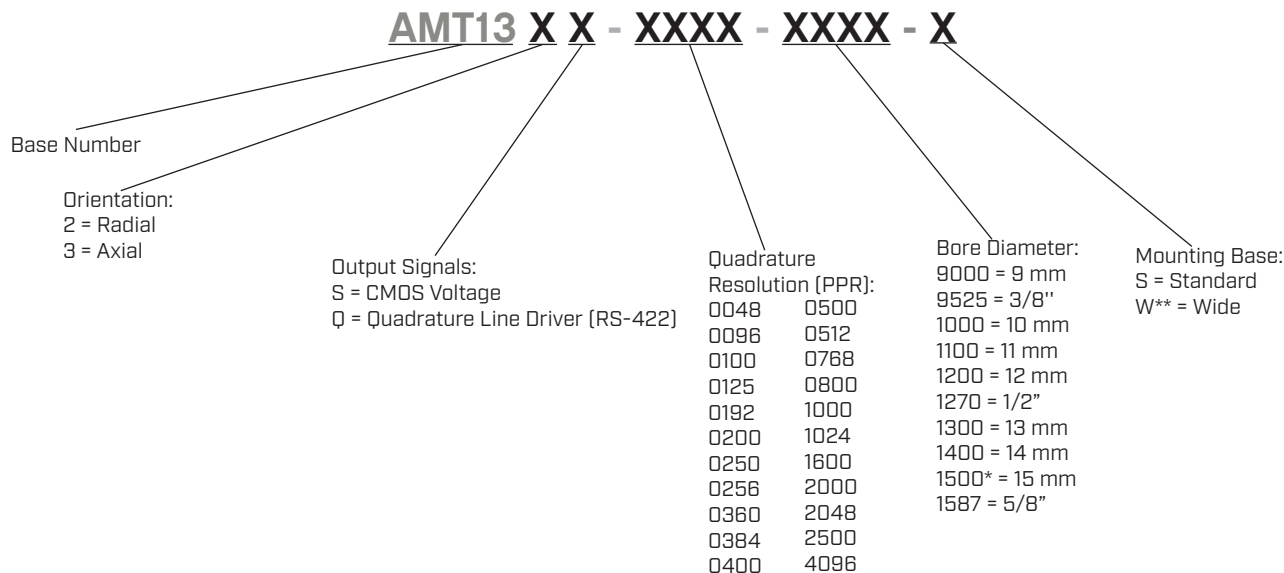 AMT13 X X - XXXX - XXXX - X
Base Number
Orientation:
2 = Radial
3 = Axial
Output Signals:
S = CMOS Voltage
Q = Quadrature Line Driver (RS-422)
Quadrature
Resolution (PPR):
0048 0500
0096 0512
0100 0768
0125 0800
0192 1000
0200 1024
0250 1600
0256 2000
0360 2048
0384 2500
0400 4096
Bore Diameter:
9000 = 9 mm
9525 = 3/8''
1000 = 10 mm
1100 = 11 mm
1200 = 12 mm
1270 = 1/2”
1300 = 13 mm
1400 = 14 mm
1500* = 15 mm
1587 = 5/8”
Mounting Base:
S = Standard
W** = Wide